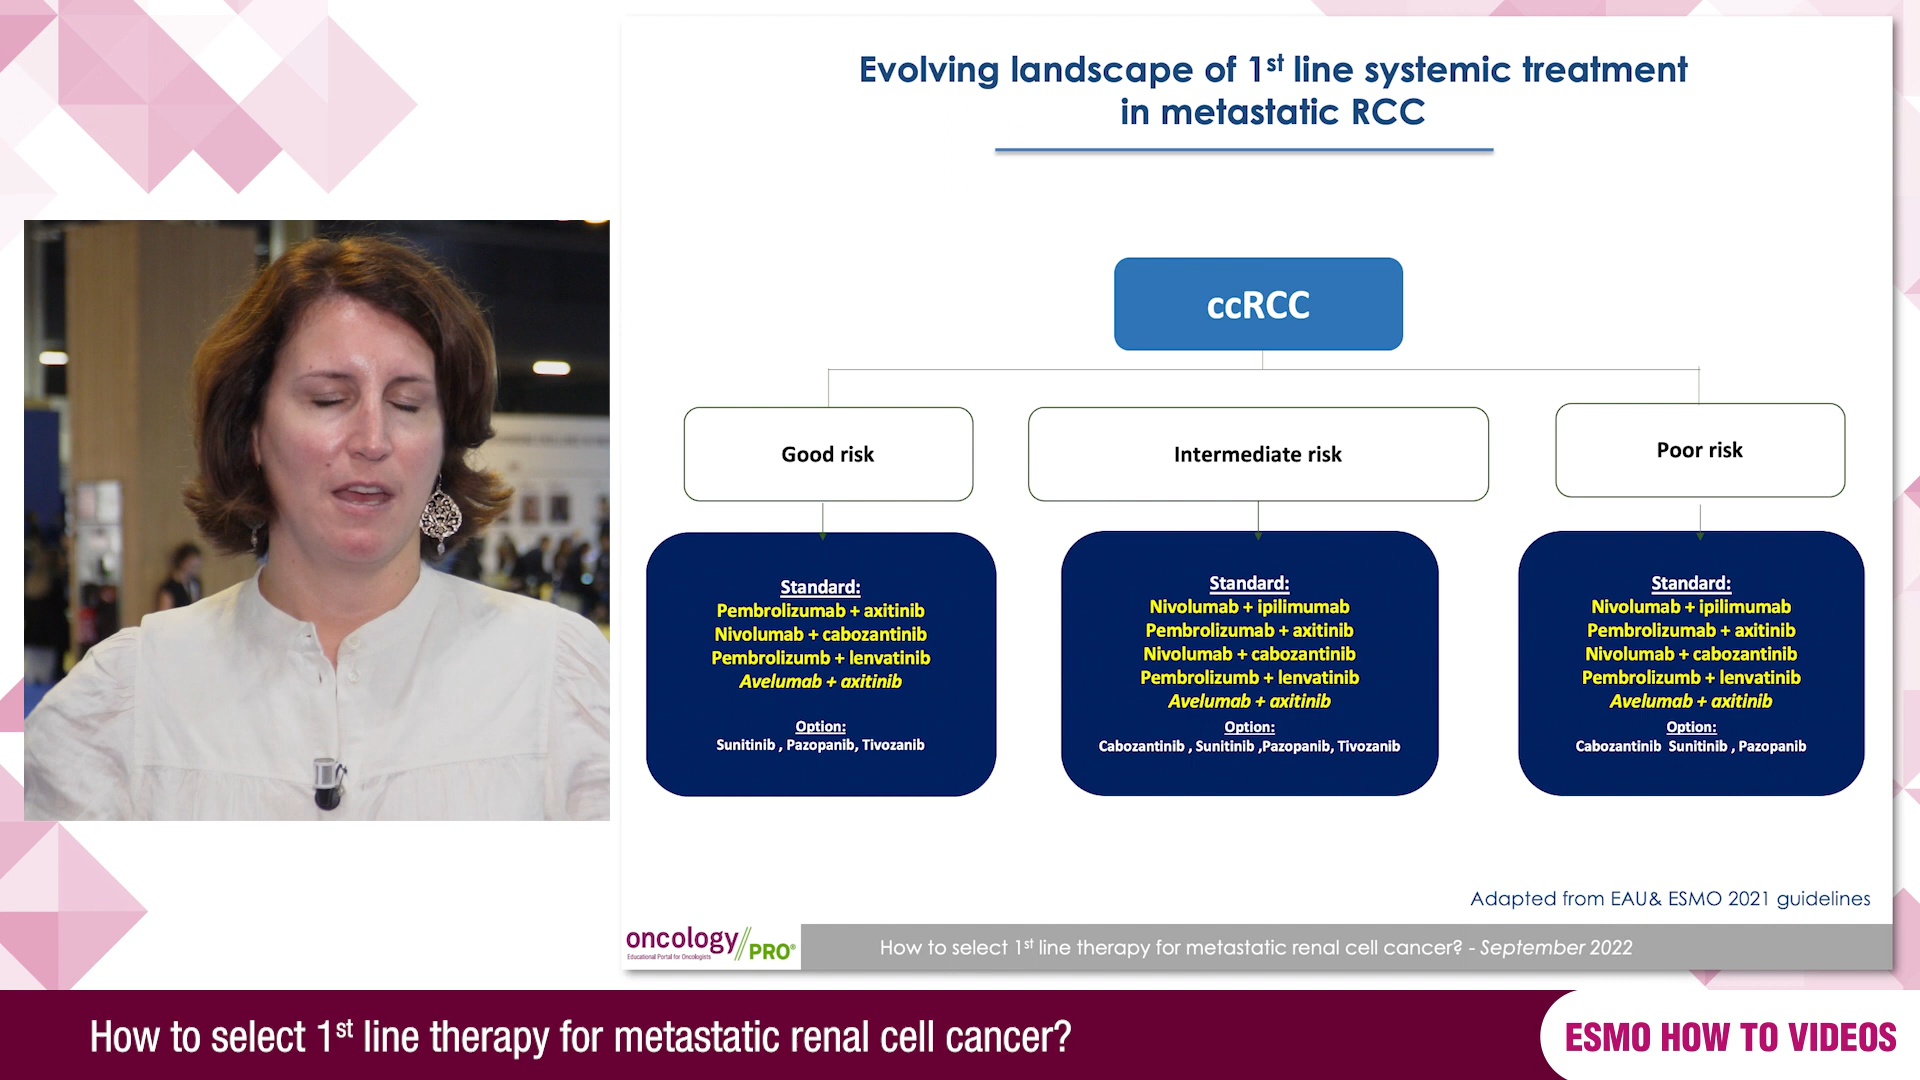 Evolving landscape of 1st line systemic treatment
in metastatic RCC
ccRCC
Good risk
Intermediate risk
Poor risk
Standard:
Pembrolizumab + axitinib
Nivolumab + cabozantinib
Pembrolizumb + lenvatinib
Avelumab + axitinib
Option:
Sunitinib , Pazopanib, Tivozanib
Standard:
Nivolumab + ipilimumab
Pembrolizumab + axitinib
Nivolumab + cabozantinib
Pembrolizumb + lenvatinib
Avelumab + axitinib
Option:
Cabozantinib , Sunitinib ,Pazopanib, Tivozanib
Standard:
Nivolumab + ipilimumab
Pembrolizumab + axitinib
Nivolumab + cabozantinib
Pembrolizumb + lenvatinib
Avelumab + axitinib
Option:
Cabozantinib Sunitinib , Pazopanib
Adapted from EAU& ESMO 2021 guidelines
oncology//PRO®
Educational Portal for Oncologists
How to select 1st line therapy for metastatic renal cell cancer? - September 2022
How to select 1st line therapy for metastatic renal cell cancer?
ESMO HOW TO VIDEOS